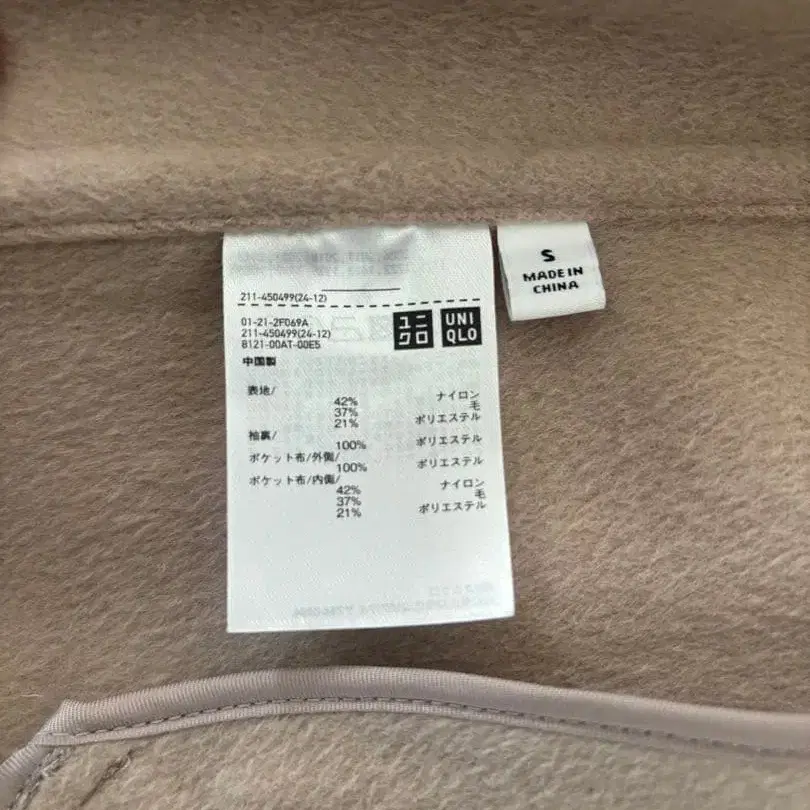 211-450499(24-12)
01-21-2F069A
211-450499(24-12)
8121-00AT-00E5
ユニ
クロ
UNI
QLO
中国製
表地/
42% ナイロン
37% 毛
21% ポリエステル
袖裏/
100% ポリエステル
ポケット布/外側/
100% ポリエステル
ポケット布/内側/
42% ナイロン
37% 毛
21% ポリエステル
S
MADE IN
CHINA